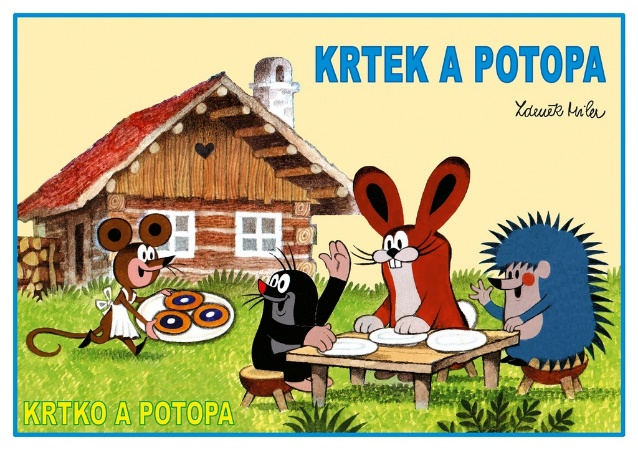 KRTEK A POTOPA
Zdeněk Miler
KRTKO A POTOPA